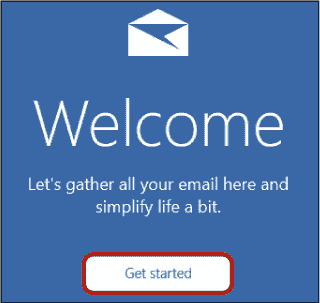 Welcome
Let's gather all your email here and
simplify life a bit.
Get started